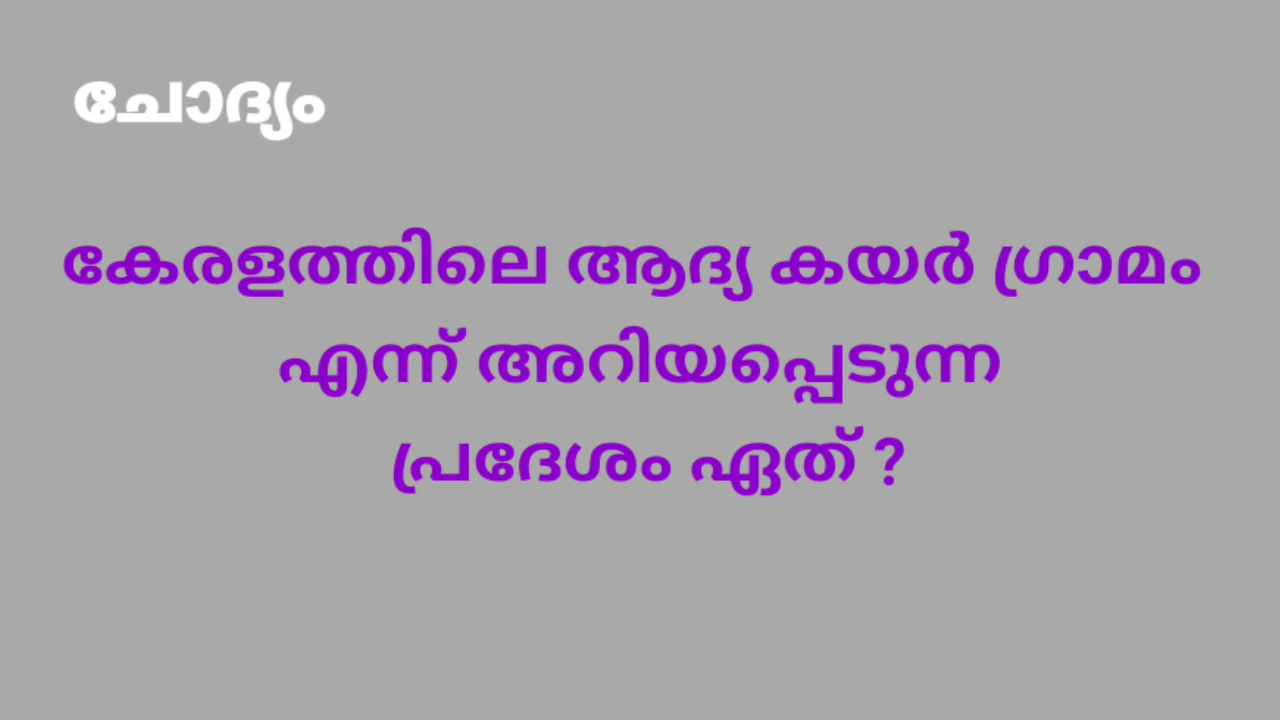 ചോദ്യം
കേരളത്തിലെ ആദ്യ കയർ ഗ്രാമം
എന്ന് അറിയപ്പെടുന്ന
പ്രദേശം ഏത് ?